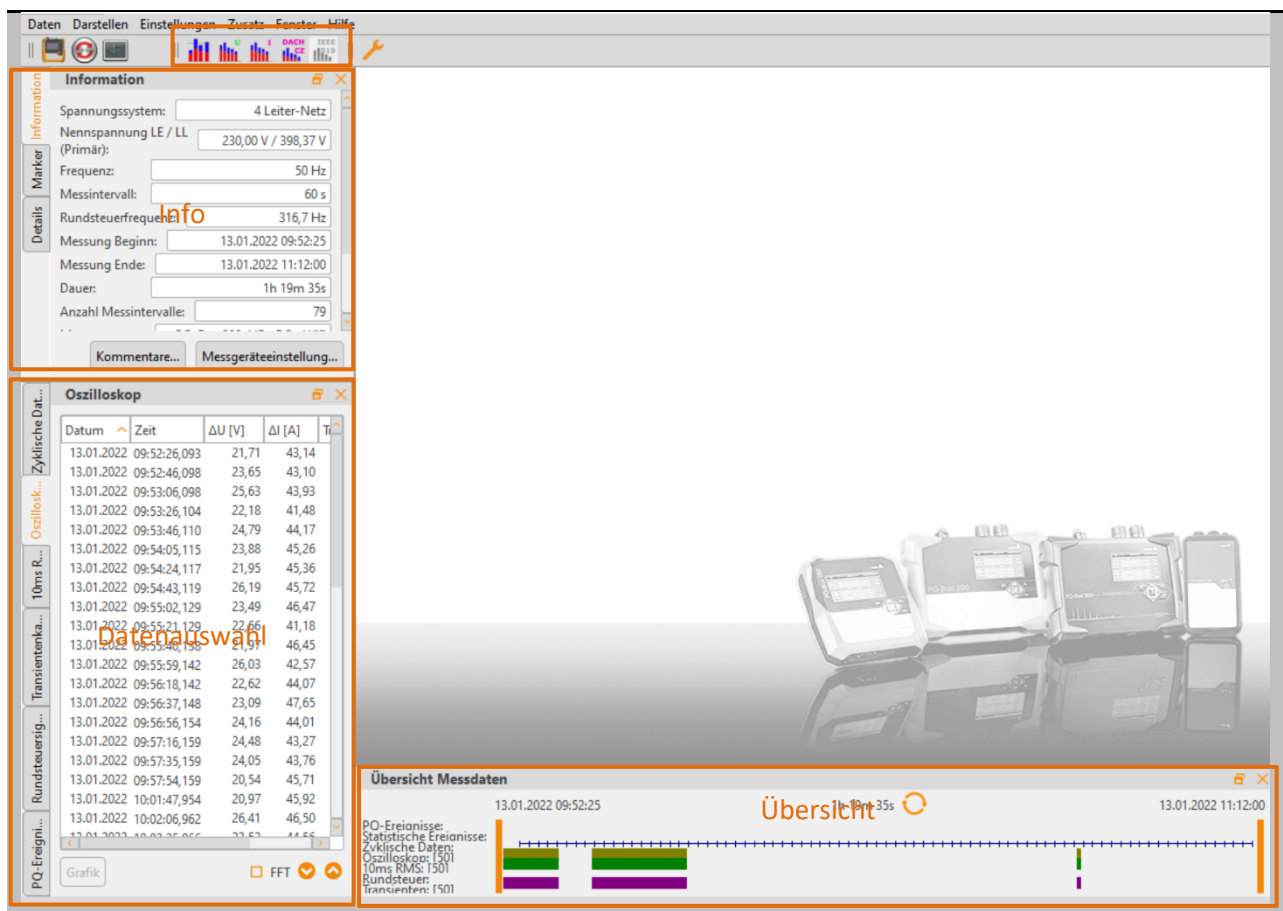 Daten Darstellen Einstellungen Zusatz Fenster Hilfe
U I DACH CZ IEEE 519
Information
Information
Marker
Details
Spannungssystem: 4 Leiter-Netz
Nennspannung LE / LL (Primär): 230,00 V / 398,37 V
Frequenz: 50 Hz
Messintervall: 60 s
Rundsteuerfrequenz: 316,7 Hz
Info
Messung Beginn: 13.01.2022 09:52:25
Messung Ende: 13.01.2022 11:12:00
Dauer: 1h 19m 35s
Anzahl Messintervalle: 79
Kommentare... Messgeräteeinstellung...
Zyklische Dat...
Oszillosk...
10ms R...
Transientenka...
Rundsteuersig...
PQ-Ereigni...
Oszilloskop
Datum Zeit ΔU [V] ΔI [A]
13.01.2022 09:52:26,093 21,71 43,14
13.01.2022 09:52:46,098 23,65 43,10
13.01.2022 09:53:06,098 25,63 43,93
13.01.2022 09:53:26,104 22,18 41,48
13.01.2022 09:53:46,110 24,79 44,17
13.01.2022 09:54:05,115 23,88 45,26
13.01.2022 09:54:24,117 21,95 45,36
13.01.2022 09:54:43,119 26,19 45,72
13.01.2022 09:55:02,129 23,49 46,47
13.01.2022 09:55:21,129 22,66 41,18
Datenauswahl
13.01.2022 09:55:40,138 21,97 46,45
13.01.2022 09:55:59,142 26,03 42,57
13.01.2022 09:56:18,142 22,62 44,07
13.01.2022 09:56:37,148 23,09 47,65
13.01.2022 09:56:56,154 24,16 44,01
13.01.2022 09:57:16,159 24,48 43,27
13.01.2022 09:57:35,159 24,05 43,76
13.01.2022 09:57:54,159 20,54 45,71
13.01.2022 10:01:47,954 20,97 45,92
13.01.2022 10:02:06,962 26,41 46,50
Grafik FFT
PQ-Box 200
Übersicht Messdaten
13.01.2022 09:52:25 1h 19m 35s 13.01.2022 11:12:00
Übersicht
PQ-Ereignisse:
Statistische Ereignisse:
Zyklische Daten:
Oszilloskop: [50]
10ms RMS: [50]
Rundsteuer:
Transienten: [50]